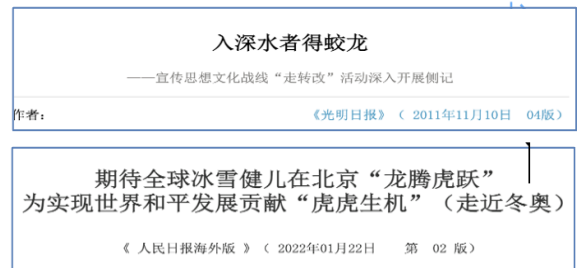 入深水者得蛟龙
——宣传思想文化战线“走转改”活动深入开展侧记
作者：
《光明日报》（ 2011年11月10日 04版）
期待全球冰雪健儿在北京“龙腾虎跃”
为实现世界和平发展贡献“虎虎生机”（走近冬奥）
《 人民日报海外版 》（ 2022年01月22日 第 02 版）